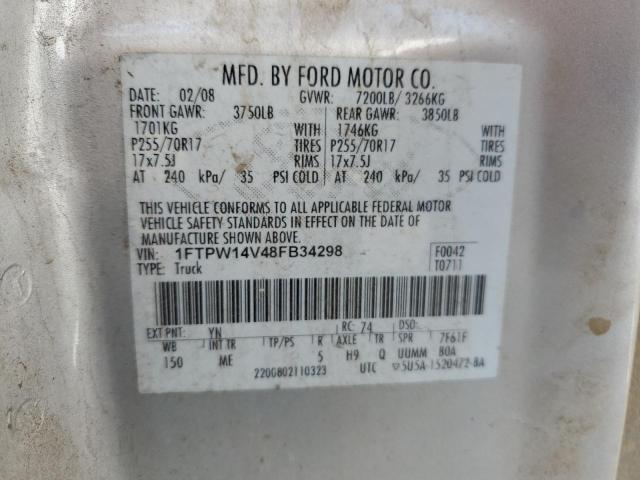 MFD. BY FORD MOTOR CO.
DATE: 02/08 GVWR: 7200LB/ 3266KG
FRONT GAWR: 3750LB REAR GAWR: 3850LB
1701KG WITH 1746KG WITH
P255/70R17 TIRES P255/70R17 TIRES
17x7.5J RIMS 17x7.5J RIMS
AT 240 kPa/ 35 PSI COLD AT 240 kPa/ 35 PSI COLD
THIS VEHICLE CONFORMS TO ALL APPLICABLE FEDERAL MOTOR
VEHICLE SAFETY STANDARDS IN EFFECT ON THE DATE OF
MANUFACTURE SHOWN ABOVE.
VIN: 1FTPW14V48FB34298 F0042
TYPE: Truck T0711
EXT PNT: YN RC: 74 DSO:
WB INT TR TP/PS R AXLE TR SPR 7F61F
150 ME 5 H9 Q UUMM 80A
2200802110323 UTC 5U5A-1520472-BA